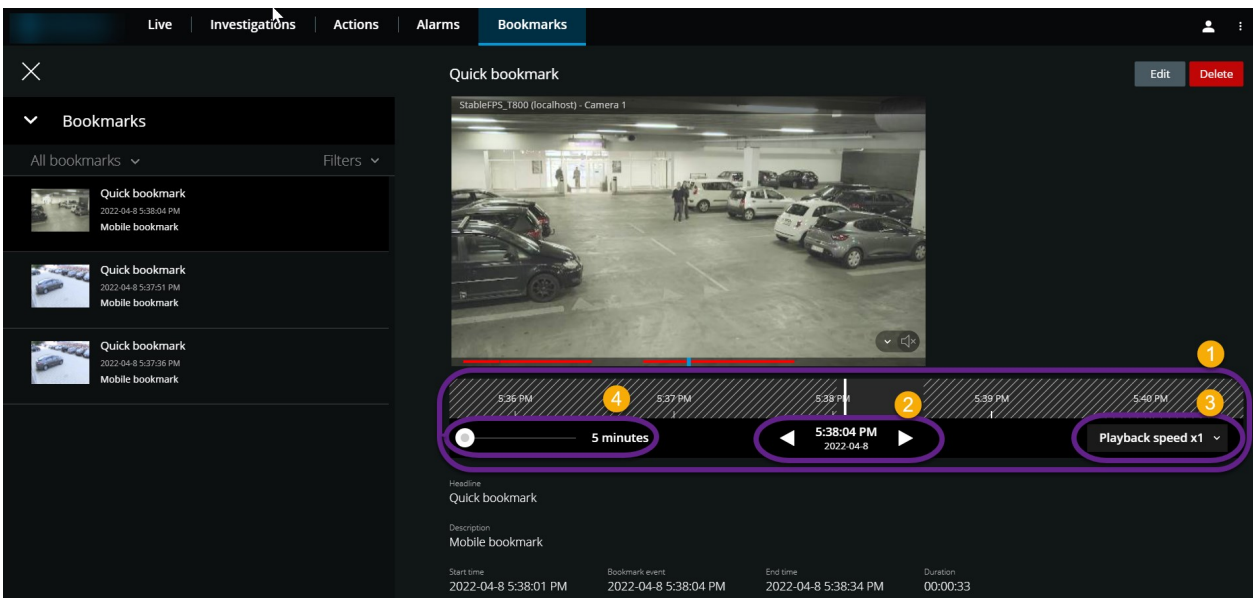 Live Investigations Actions Alarms Bookmarks
Quick bookmark
Edit Delete
Bookmarks
All bookmarks Filters
Quick bookmark
2022-04-8 5:38:04 PM
Mobile bookmark
Quick bookmark
2022-04-8 5:37:51 PM
Mobile bookmark
Quick bookmark
2022-04-8 5:37:36 PM
Mobile bookmark
StableFPS_T800 (localhost) - Camera 1
1
5:36 PM 4 5:37 PM 5:38 PM 2 5:39 PM 5:40 PM 3
5 minutes
5:38:04 PM
2022-04-8
Playback speed x1
Headline
Quick bookmark
Description
Mobile bookmark
Start time Bookmark event End time Duration
2022-04-8 5:38:01 PM 2022-04-8 5:38:04 PM 2022-04-8 5:38:34 PM 00:00:33